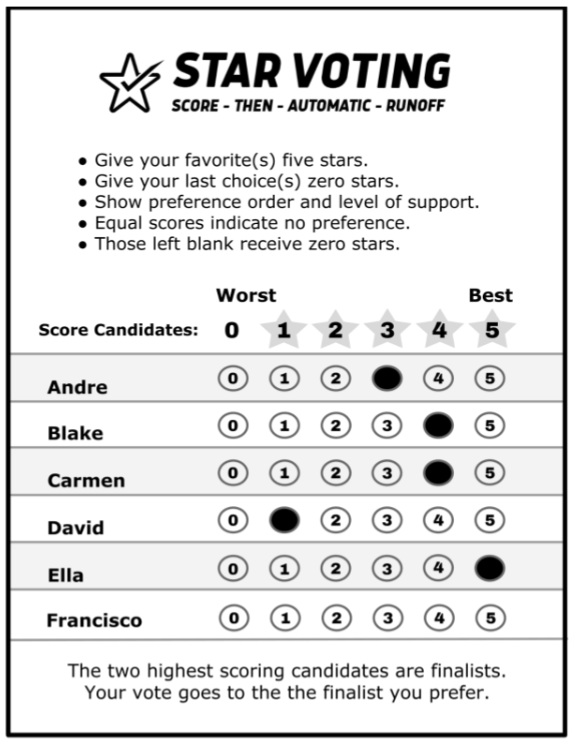 STAR VOTING
SCORE - THEN - AUTOMATIC - RUNOFF
● Give your favorite(s) five stars.
● Give your last choice(s) zero stars.
● Show preference order and level of support.
● Equal scores indicate no preference.
● Those left blank receive zero stars.
Worst Best
Score Candidates: 0 1 2 3 4 5
Andre 0 1 2 4 5
Blake 0 1 2 3 5
Carmen 0 1 2 3 5
David 0 2 3 4 5
Ella 0 1 2 3 4
Francisco 0 1 2 3 4 5
The two highest scoring candidates are finalists.
Your vote goes to the the finalist you prefer.